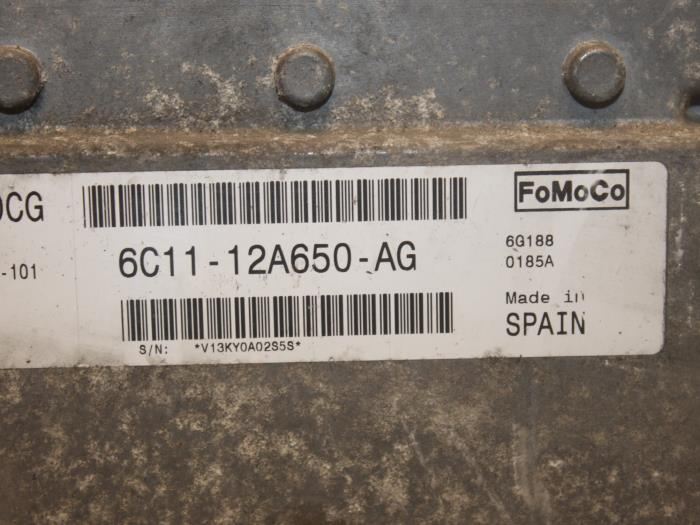 OCG
-101
6C11-12A650-AG
S/N: *V13KY0A02S5S*
FoMoCo
6G188
0185A
Made in
SPAIN